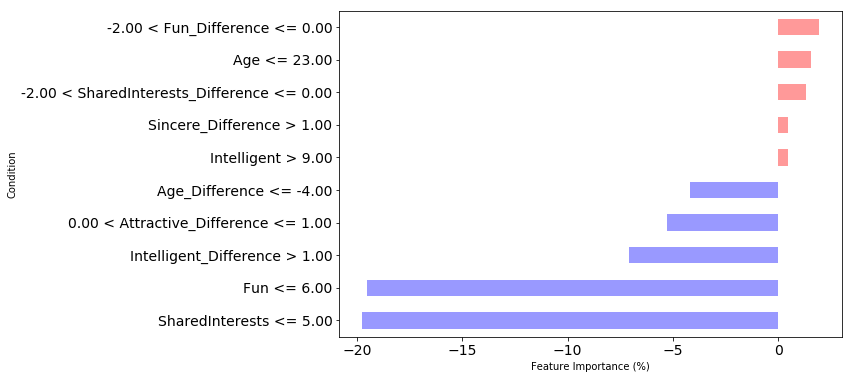 -2.00 < Fun_Difference <= 0.00
Age <= 23.00
-2.00 < SharedInterests_Difference <= 0.00
Sincere_Difference > 1.00
Intelligent > 9.00
Age_Difference <= -4.00
0.00 < Attractive_Difference <= 1.00
Intelligent_Difference > 1.00
Fun <= 6.00
SharedInterests <= 5.00
Condition
−20 −15 −10 −5 0
Feature Importance (%)